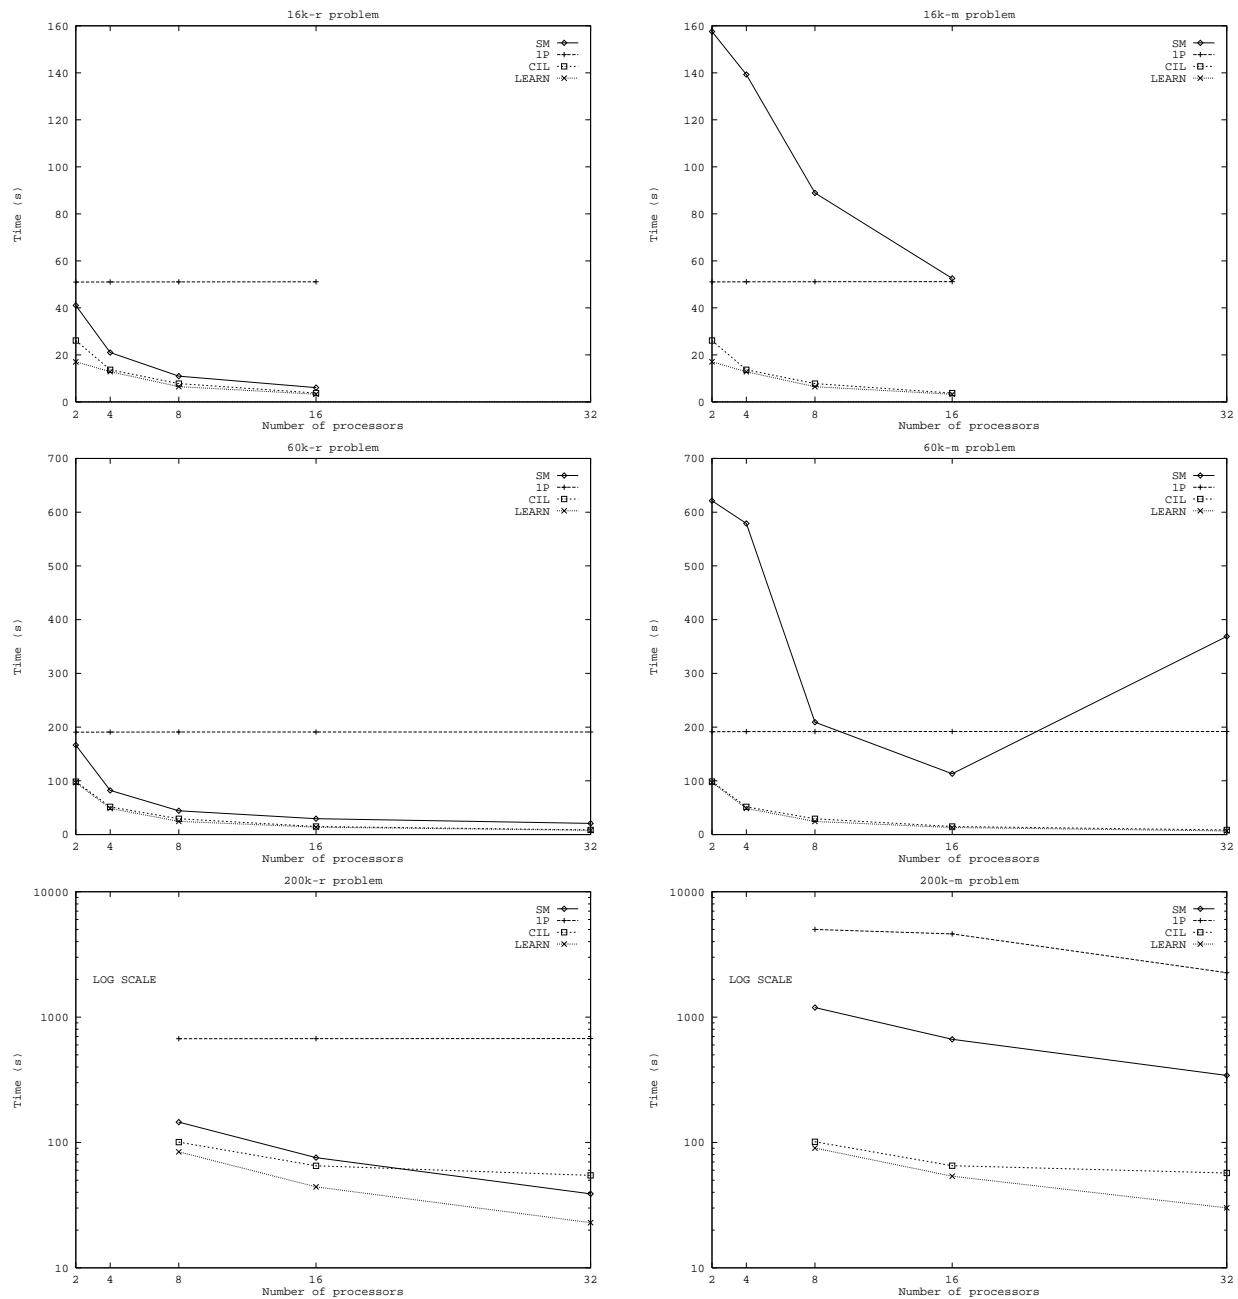 16k-r problem
160
140
120
100
80
60
40
20
0
Time (s)
SM
1P
CIL
LEARN
2 4 8 16 32
Number of processors
16k-m problem
160
140
120
100
80
60
40
20
0
Time (s)
SM
1P
CIL
LEARN
2 4 8 16 32
Number of processors
60k-r problem
700
600
500
400
300
200
100
0
Time (s)
SM
1P
CIL
LEARN
2 4 8 16 32
Number of processors
60k-m problem
700
600
500
400
300
200
100
0
Time (s)
SM
1P
CIL
LEARN
2 4 8 16 32
Number of processors
200k-r problem
10000
1000
100
10
Time (s)
SM
1P
CIL
LEARN
LOG SCALE
2 4 8 16 32
Number of processors
200k-m problem
10000
1000
100
10
Time (s)
SM
1P
CIL
LEARN
LOG SCALE
2 4 8 16 32
Number of processors